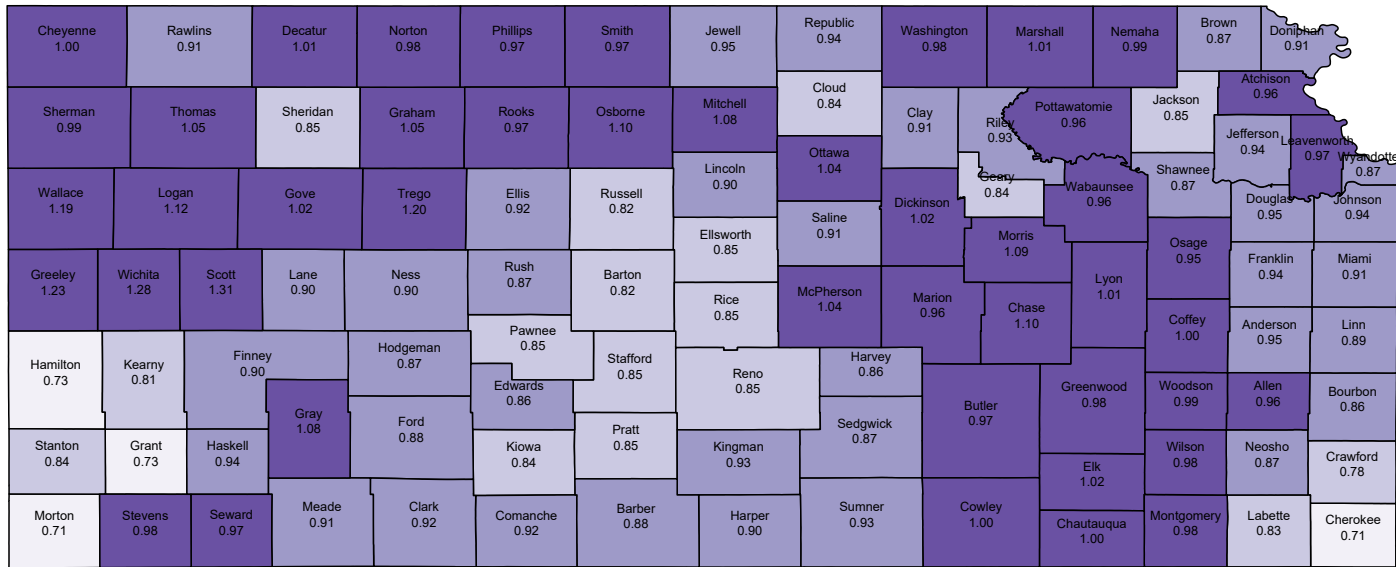 Cheyenne
1.00
Rawlins
0.91
Decatur
1.01
Norton
0.98
Phillips
0.97
Smith
0.97
Jewell
0.95
Republic
0.94
Washington
0.98
Marshall
1.01
Nemaha
0.99
Brown
0.87
Doniphan
0.91
Sherman
0.99
Thomas
1.05
Sheridan
0.85
Graham
1.05
Rooks
0.97
Osborne
1.10
Mitchell
1.08
Cloud
0.84
Clay
0.91
Riley
0.93
Pottawatomie
0.96
Jackson
0.85
Atchison
0.96
Jefferson
0.94
Leavenworth
0.97
Wyandotte
0.87
Wallace
1.19
Logan
1.12
Gove
1.02
Trego
1.20
Ellis
0.92
Russell
0.82
Lincoln
0.90
Ottawa
1.04
Saline
0.91
Dickinson
1.02
Geary
0.84
Wabaunsee
0.96
Shawnee
0.87
Douglas
0.95
Johnson
0.94
Greeley
1.23
Wichita
1.28
Scott
1.31
Lane
0.90
Ness
0.90
Rush
0.87
Barton
0.82
Ellsworth
0.85
Rice
0.85
McPherson
1.04
Marion
0.96
Morris
1.09
Chase
1.10
Lyon
1.01
Osage
0.95
Franklin
0.94
Miami
0.91
Hamilton
0.73
Kearny
0.81
Finney
0.90
Hodgeman
0.87
Pawnee
0.85
Stafford
0.85
Reno
0.85
Harvey
0.86
Coffey
1.00
Anderson
0.95
Linn
0.89
Gray
1.08
Ford
0.88
Edwards
0.86
Sedgwick
0.87
Butler
0.97
Greenwood
0.98
Woodson
0.99
Allen
0.96
Bourbon
0.86
Stanton
0.84
Grant
0.73
Haskell
0.94
Kiowa
0.84
Pratt
0.85
Kingman
0.93
Elk
1.02
Wilson
0.98
Neosho
0.87
Crawford
0.78
Morton
0.71
Stevens
0.98
Seward
0.97
Meade
0.91
Clark
0.92
Comanche
0.92
Barber
0.88
Harper
0.90
Sumner
0.93
Cowley
1.00
Chautauqua
1.00
Montgomery
0.98
Labette
0.83
Cherokee
0.71